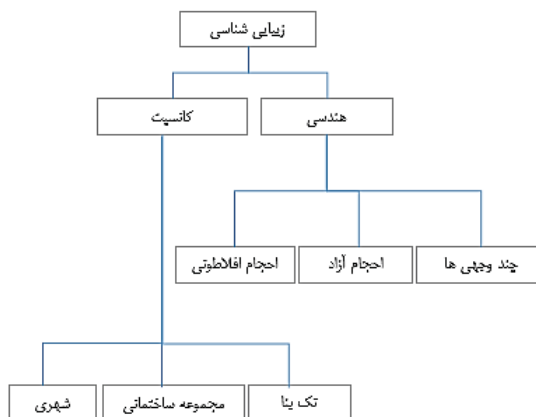 زیبایی شناسی
هندسی
کانسپت
چند وجهی ها
احجام آزاد
احجام افلاطونی
تک بنا
مجموعه ساختمانی
شهری